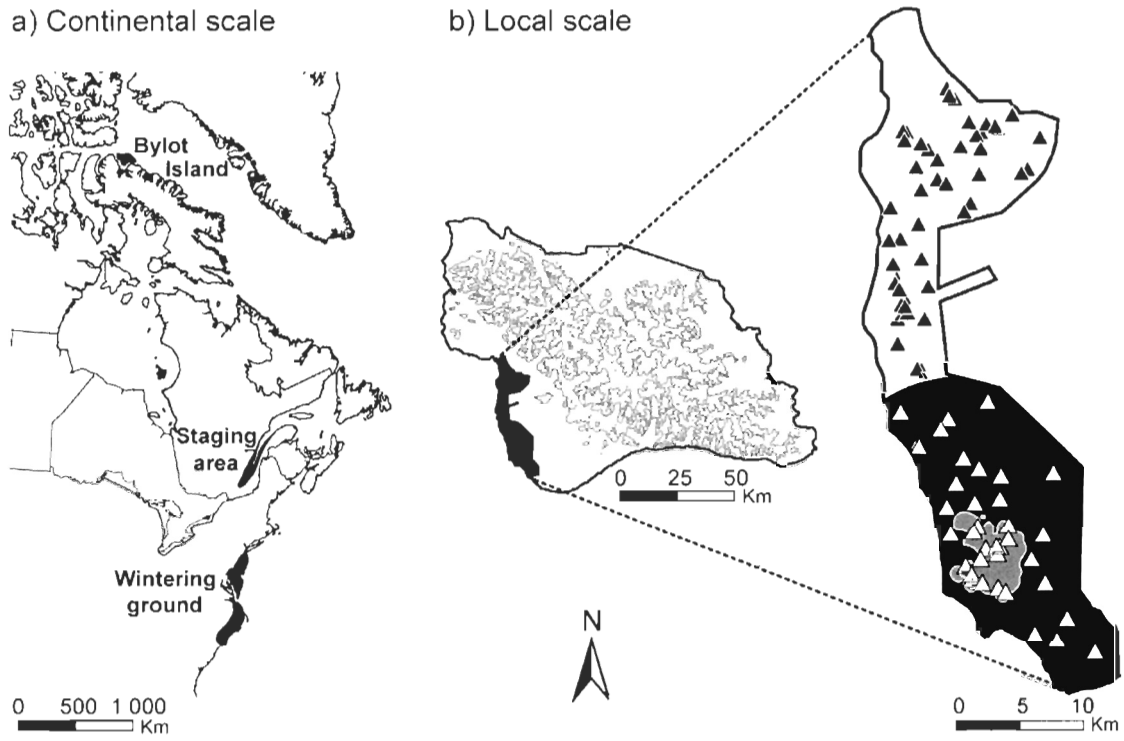 a) Continental scale
b) Local scale
Bylot
Island
Staging
area
Wintering
ground
0 500 1 000
Km
0 25 50
Km
N
0 5 10
Km